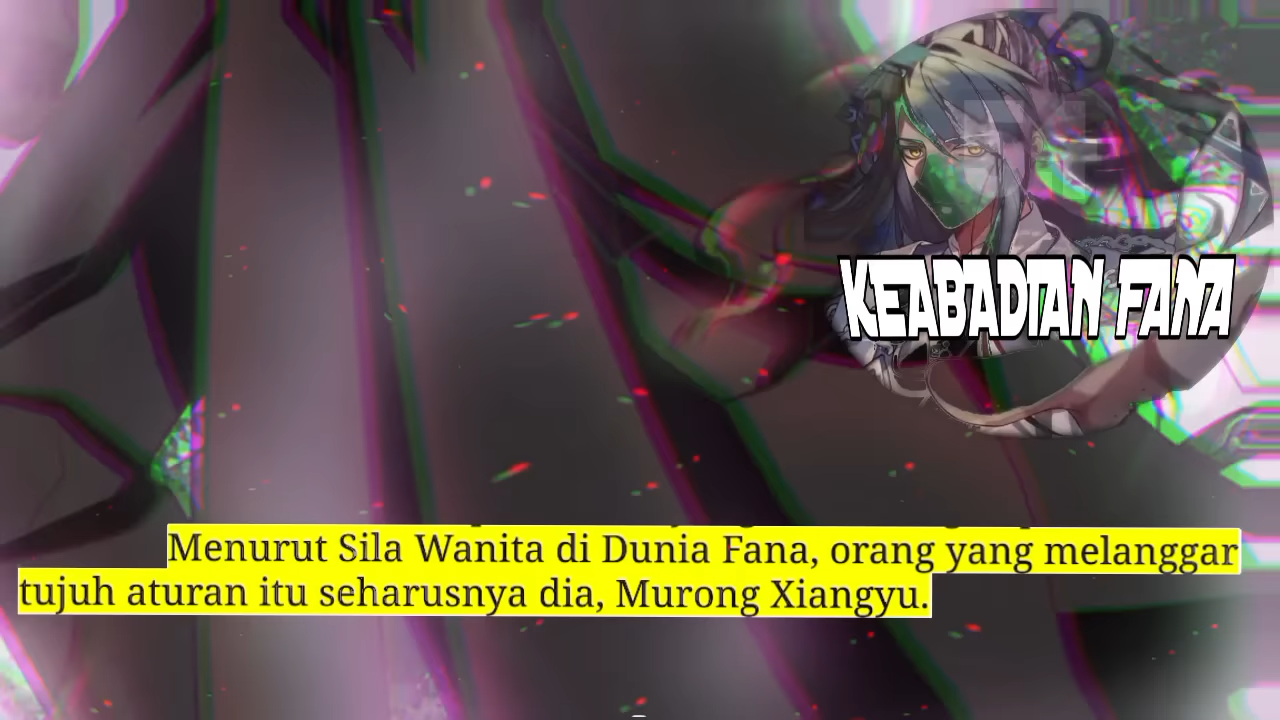 KEABADIAN FANA
Menurut Sila Wanita di Dunia Fana, orang yang melanggar
tujuh aturan itu seharusnya dia, Murong Xiangyu.